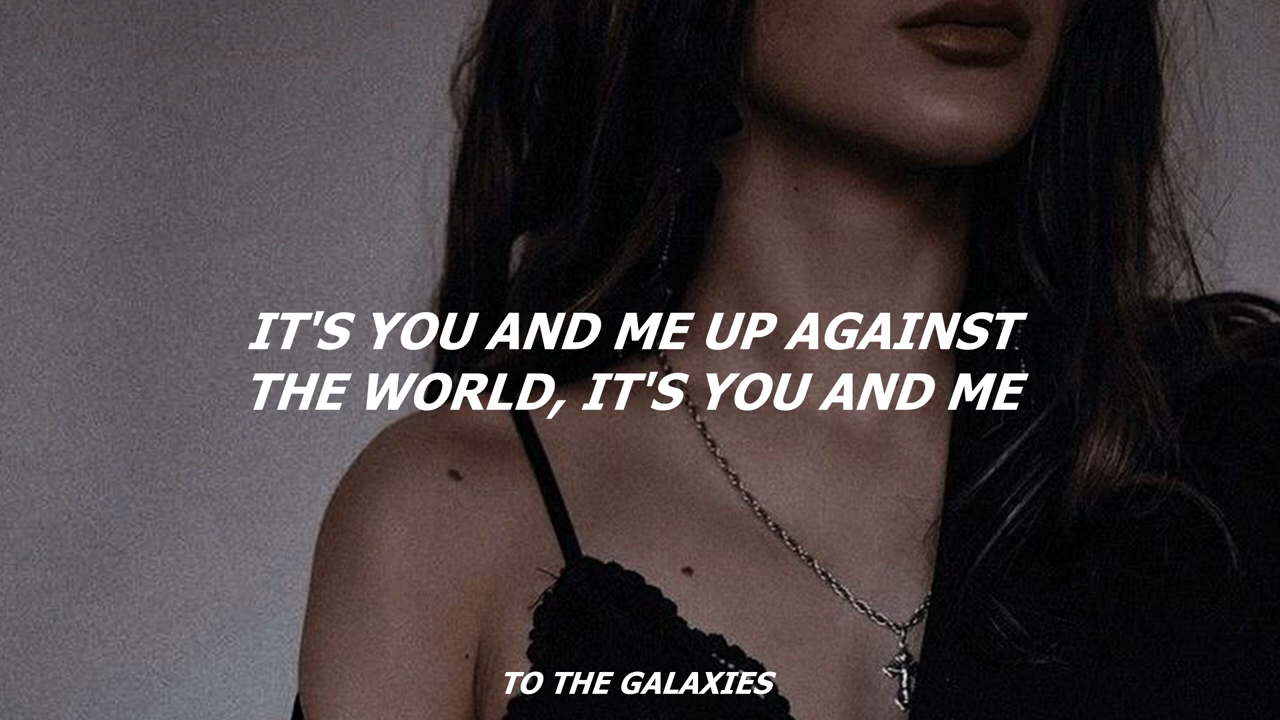 IT'S YOU AND ME UP AGAINST
THE WORLD, IT'S YOU AND ME
TO THE GALAXIES